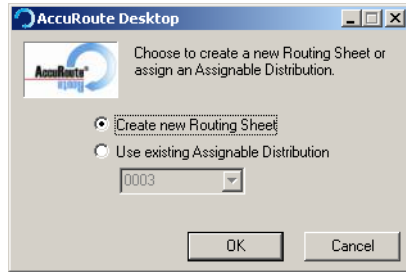 AccuRoute Desktop
Choose to create a new Routing Sheet or
assign an Assignable Distribution.
AccuRoute®
Create new Routing Sheet
Use existing Assignable Distribution
0003
OK
Cancel